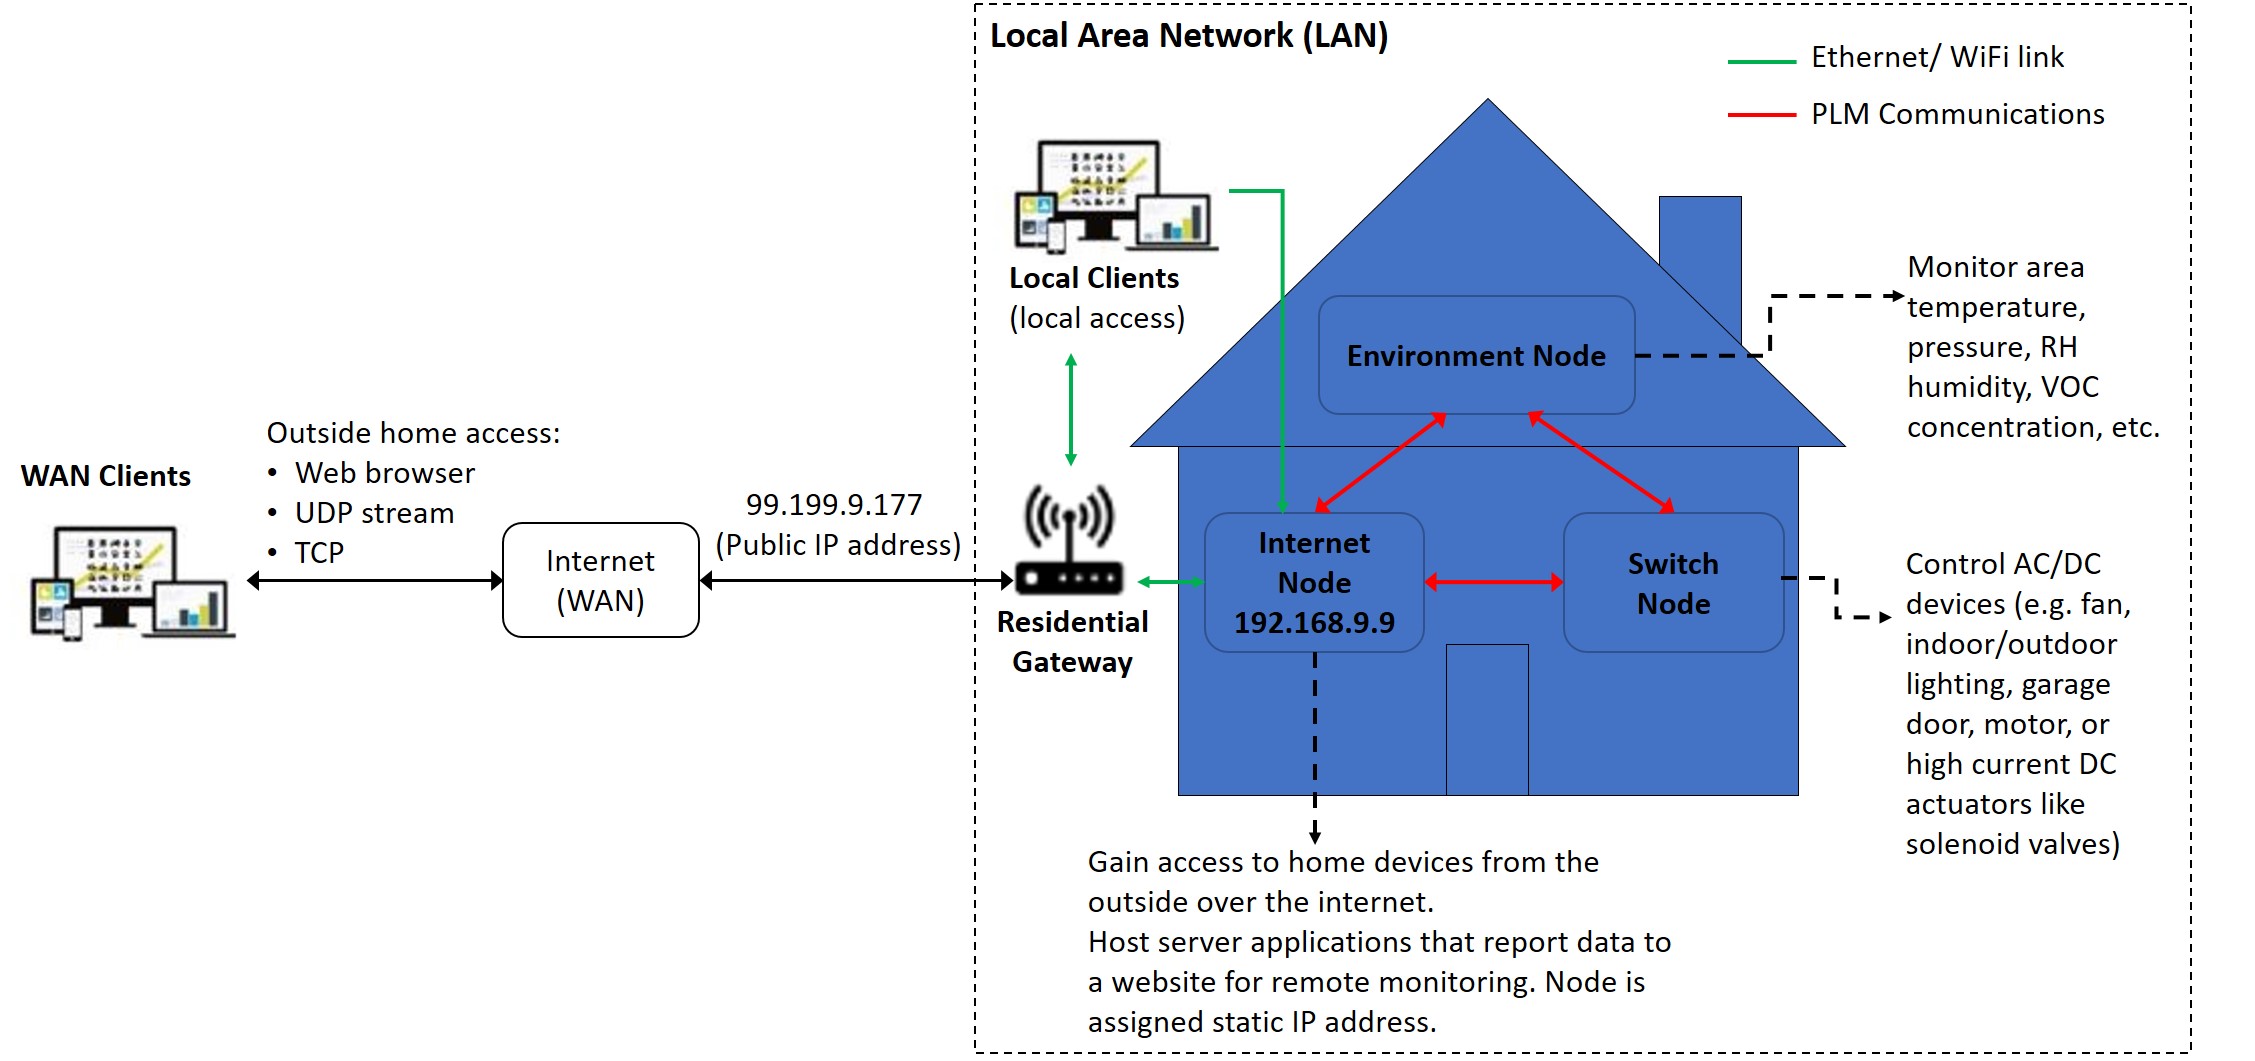 Local Area Network (LAN)
Ethernet/ WiFi link
PLM Communications
Local Clients
(local access)
Environment Node
Monitor area
temperature,
pressure, RH
humidity, VOC
concentration, etc.
WAN Clients
Outside home access:
• Web browser
• UDP stream
• TCP
Internet
(WAN)
99.199.9.177
(Public IP address)
Residential
Gateway
Internet
Node
192.168.9.9
Switch
Node
Control AC/DC
devices (e.g. fan,
indoor/outdoor
lighting, garage
door, motor, or
high current DC
actuators like
solenoid valves)
Gain access to home devices from the
outside over the internet.
Host server applications that report data to
a website for remote monitoring. Node is
assigned static IP address.